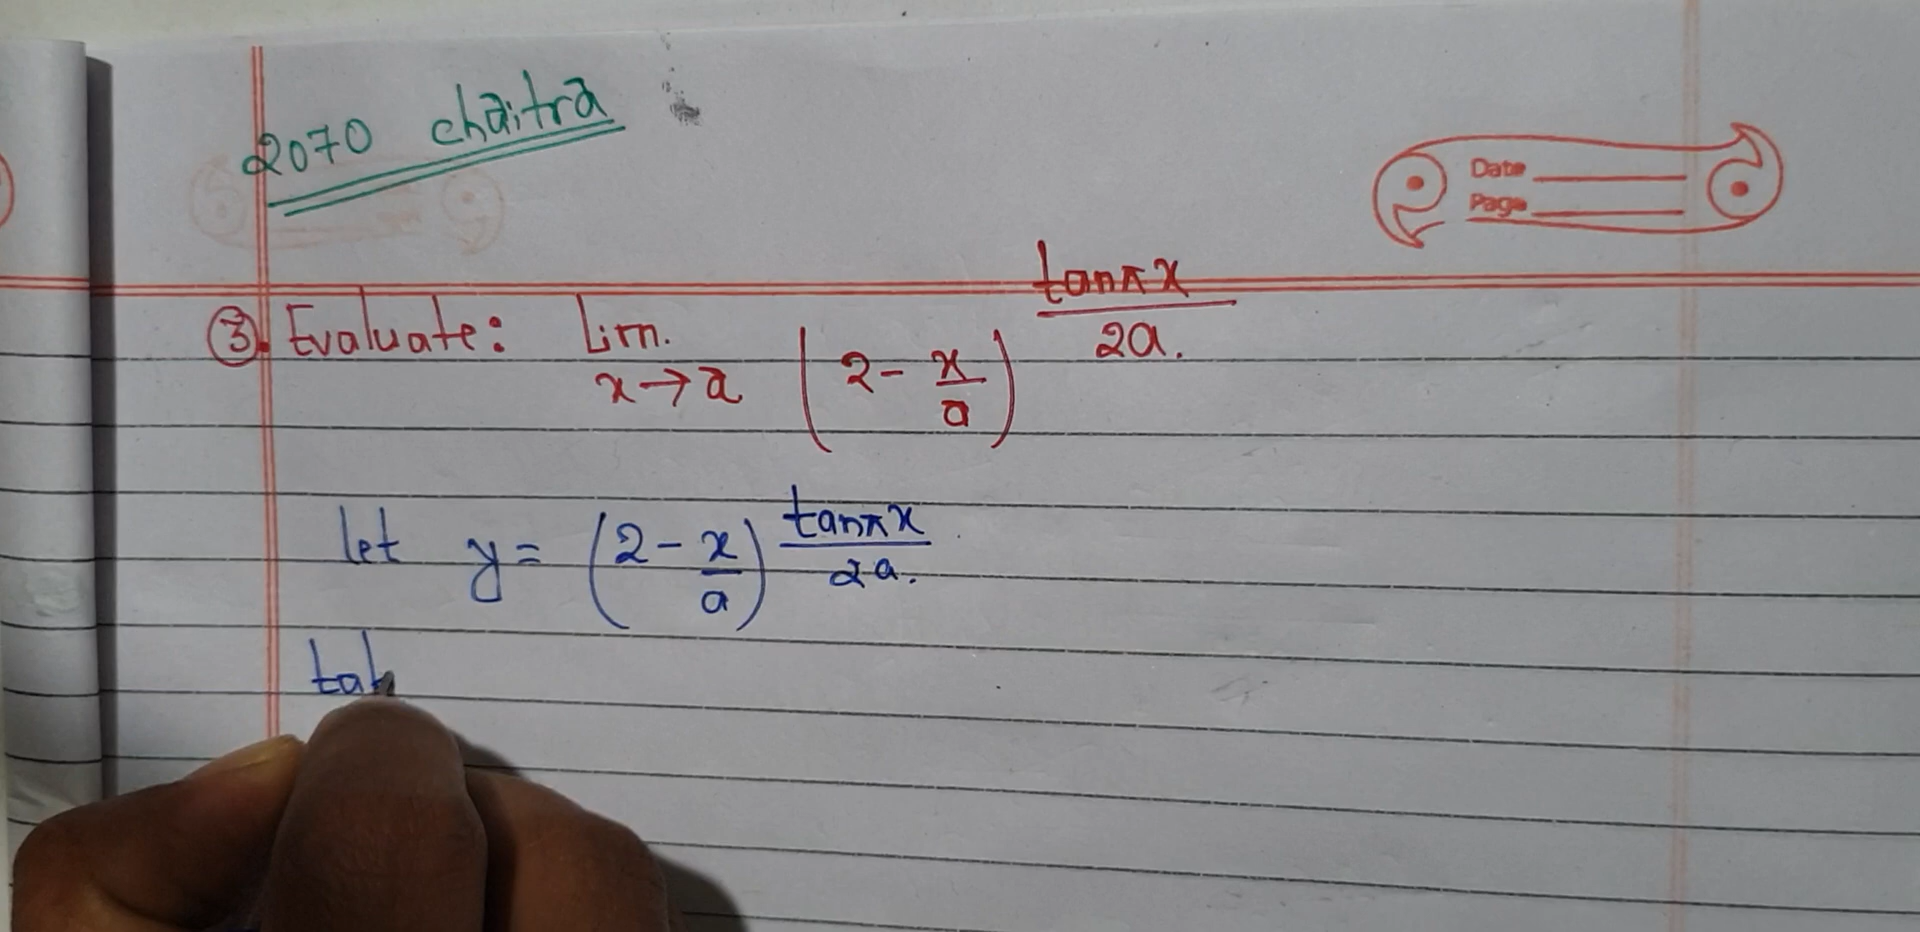 2070 chaitra
Date
Page
③. Evaluate: Lim. x→a (2 - x/a)^(tanπx/2a.)
let y = (2 - x/a)^(tanπx/2a.)
tak